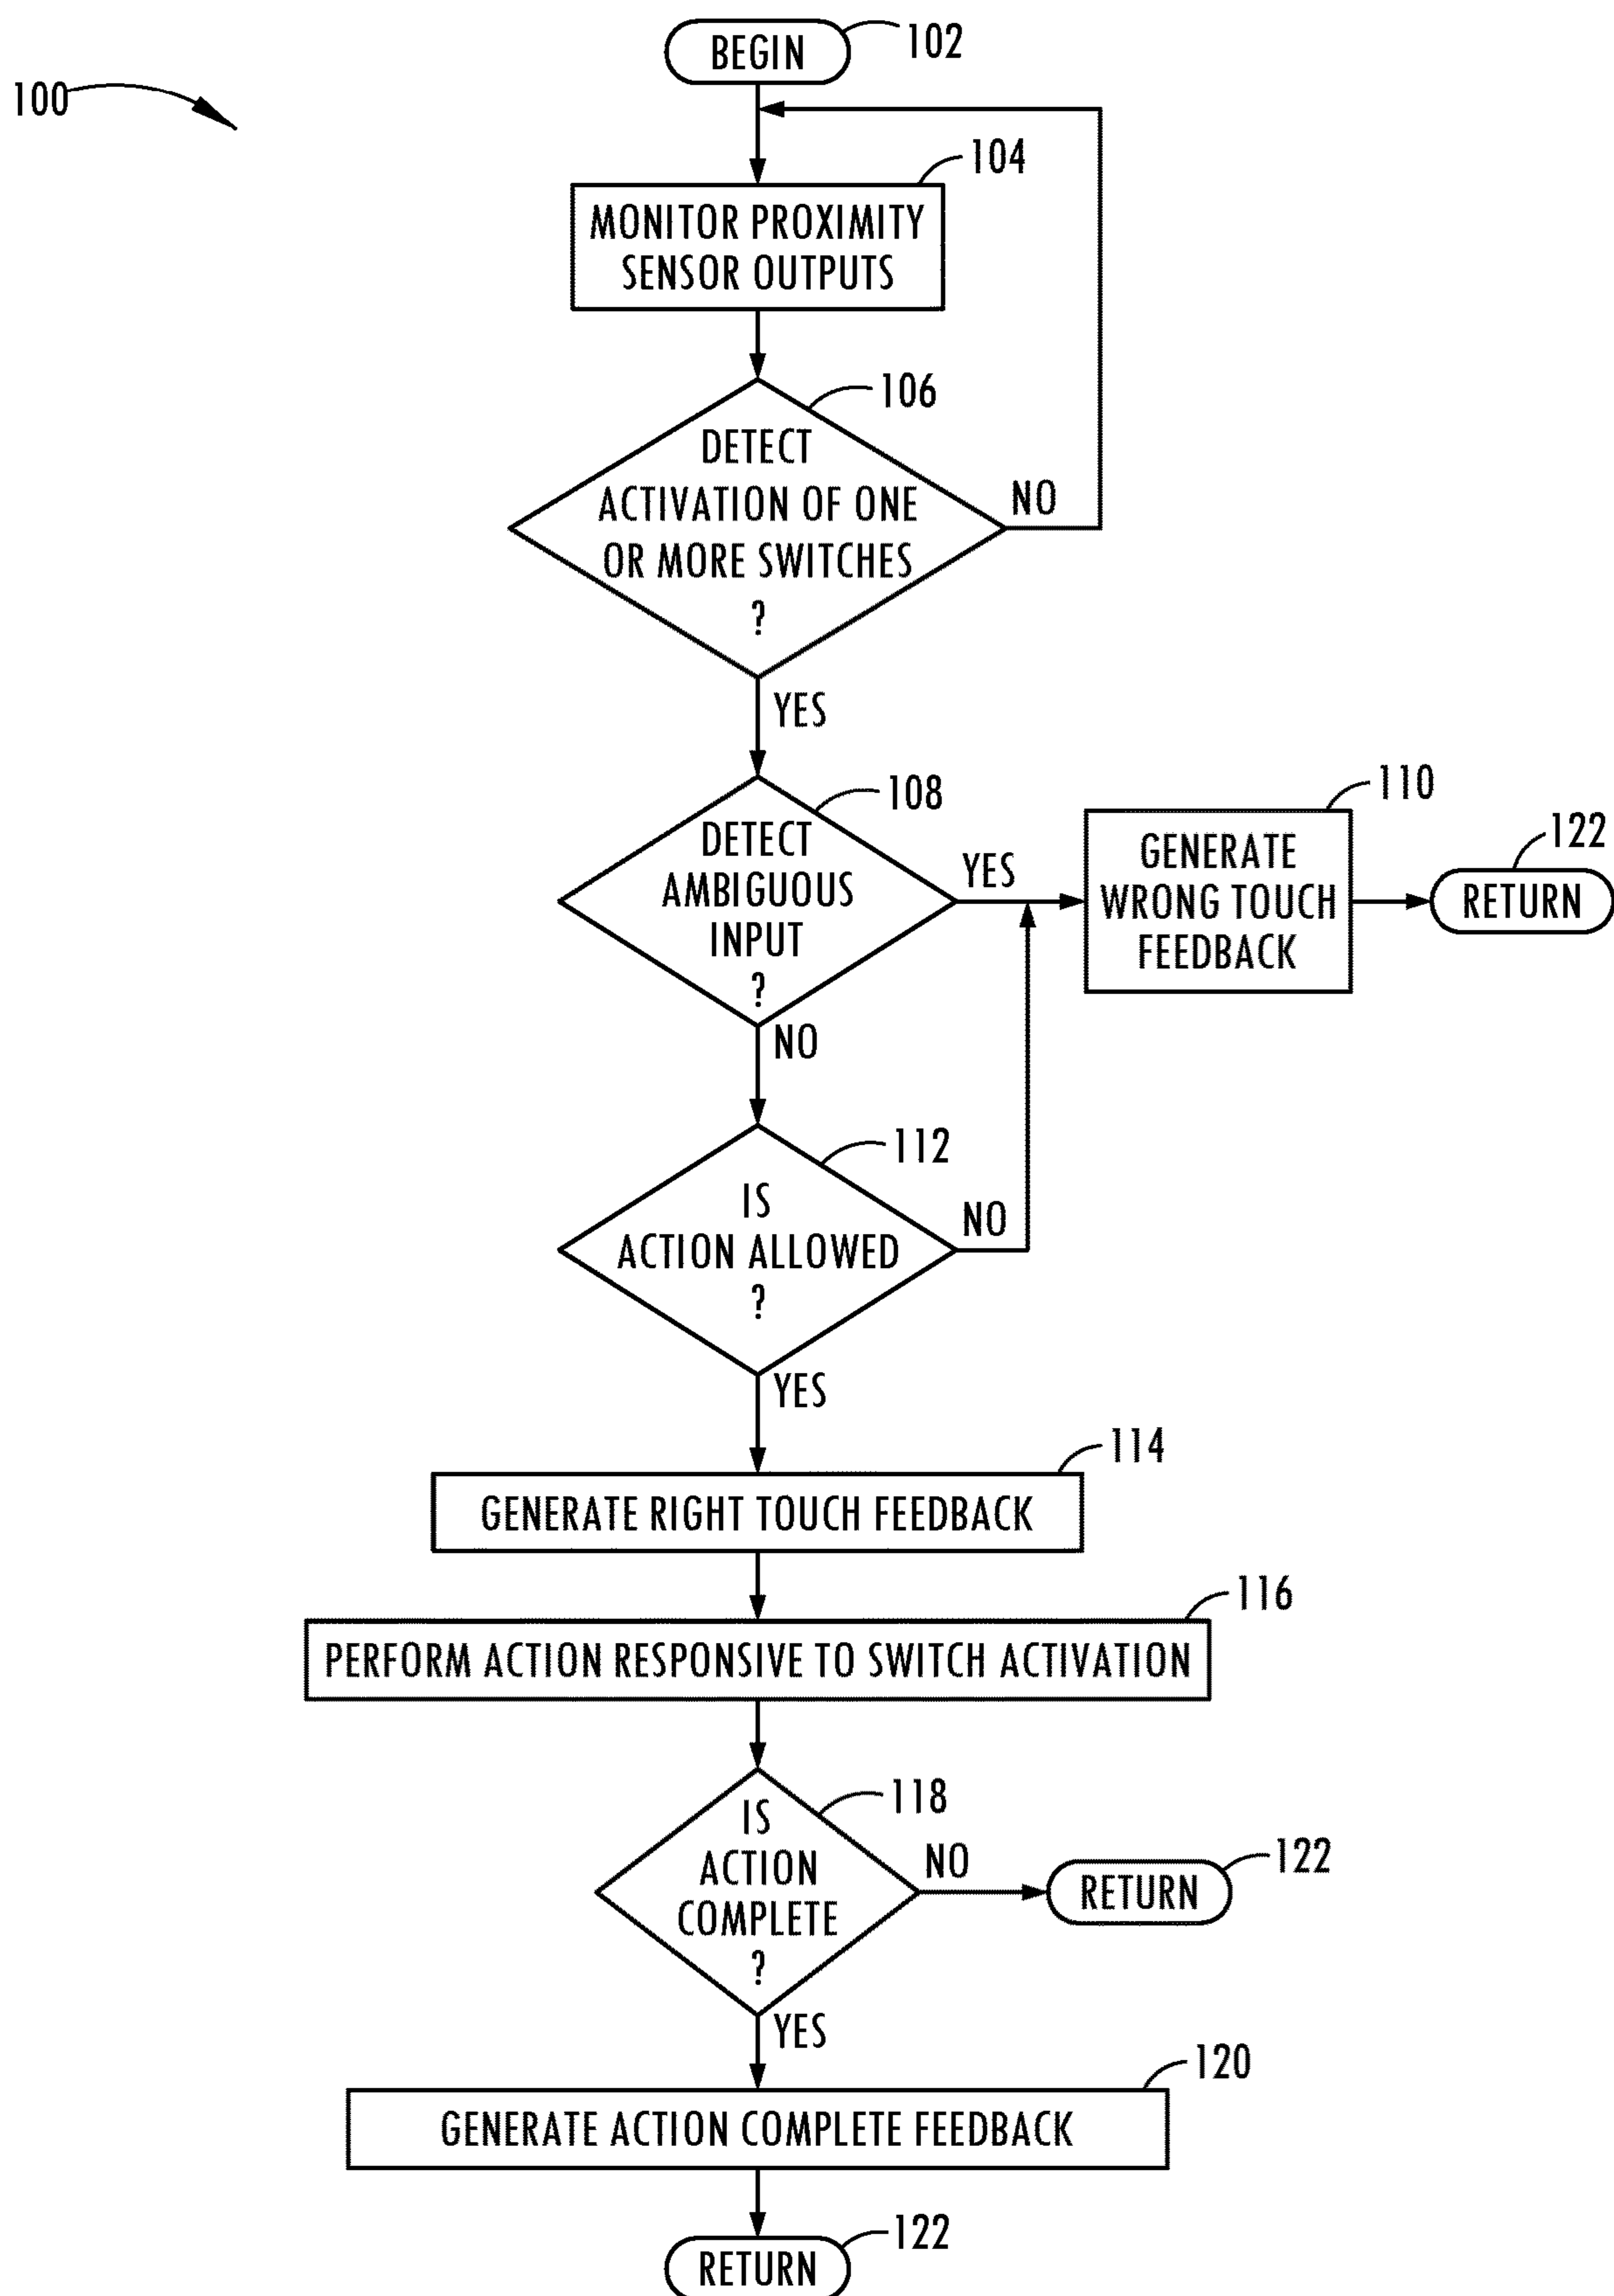 BEGIN
102
100
104
MONITOR PROXIMITY
SENSOR OUTPUTS
106
DETECT
ACTIVATION OF ONE
OR MORE SWITCHES
?
NO
YES
108
DETECT
AMBIGUOUS
INPUT
?
YES
110
GENERATE
WRONG TOUCH
FEEDBACK
122
RETURN
NO
112
IS
ACTION ALLOWED
?
NO
YES
114
GENERATE RIGHT TOUCH FEEDBACK
116
PERFORM ACTION RESPONSIVE TO SWITCH ACTIVATION
118
IS
ACTION
COMPLETE
?
NO
122
RETURN
YES
120
GENERATE ACTION COMPLETE FEEDBACK
122
RETURN